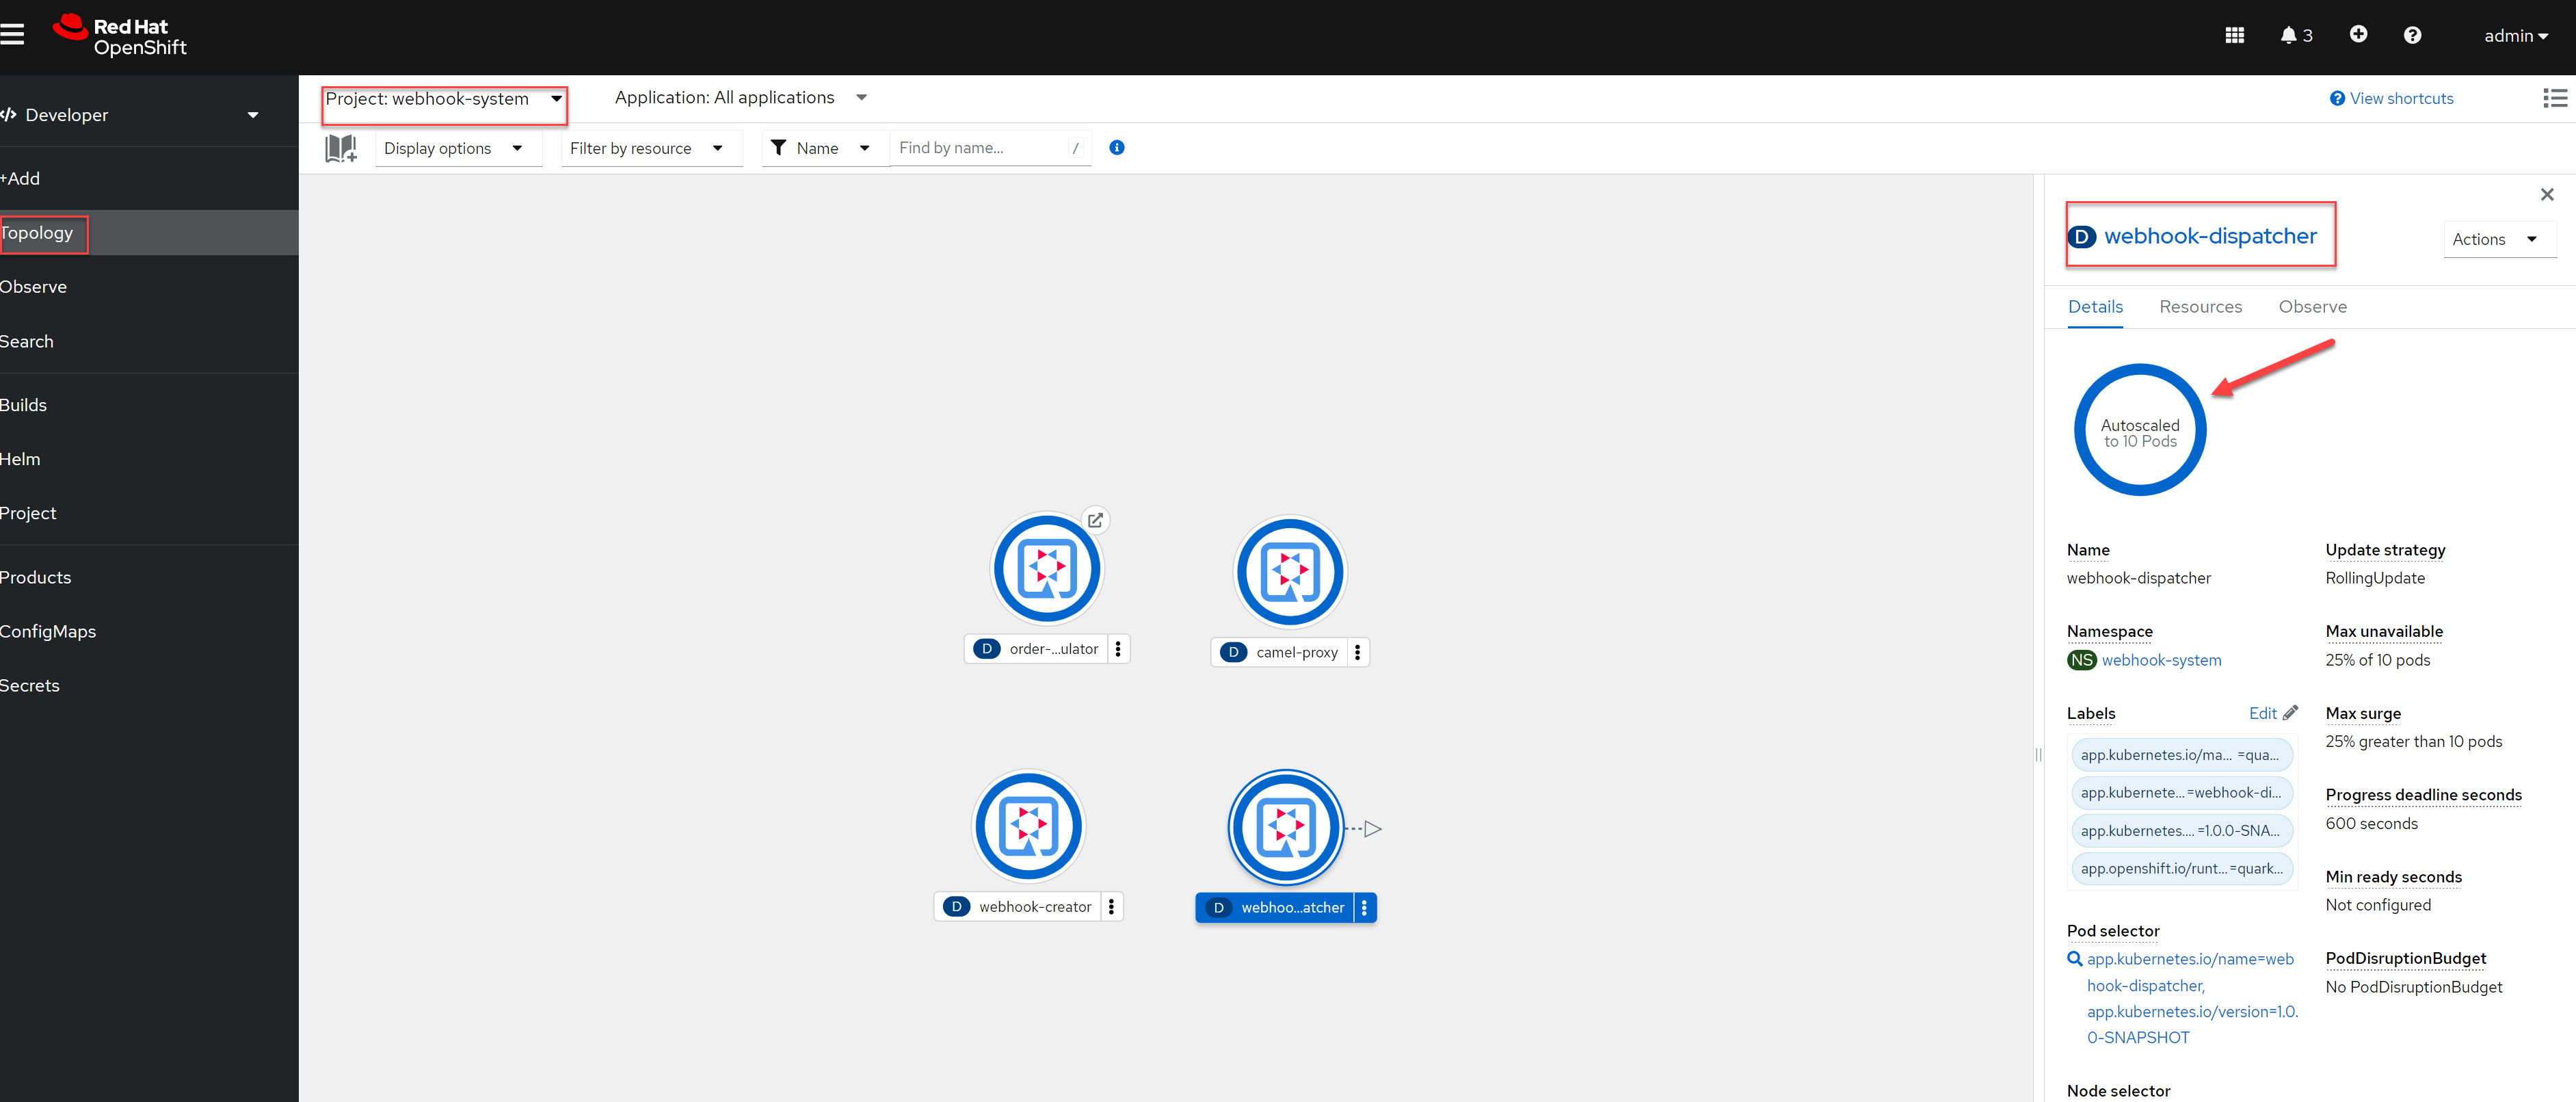 Red Hat
OpenShift
3
admin
</> Developer
+Add
Topology
Observe
Search
Builds
Helm
Project
Products
ConfigMaps
Secrets
Project: webhook-system
Application: All applications
View shortcuts
Display options
Filter by resource
Name
Find by name...
/
order-...ulator
D
camel-proxy
D
webhook-creator
D
webhoo...atcher
D
D webhook-dispatcher
Actions
Details
Resources
Observe
Autoscaled
to 10 Pods
Name
webhook-dispatcher
Namespace
NS webhook-system
Labels
Edit
app.kubernetes.io/ma... =qua...
app.kubernete... =webhook-di...
app.kubernetes.... =1.0.0-SNA...
app.openshift.io/runt... =quark...
Pod selector
app.kubernetes.io/name=web
hook-dispatcher,
app.kubernetes.io/version=1.0.
0-SNAPSHOT
Node selector
Update strategy
RollingUpdate
Max unavailable
25% of 10 pods
Max surge
25% greater than 10 pods
Progress deadline seconds
600 seconds
Min ready seconds
Not configured
PodDisruptionBudget
No PodDisruptionBudget